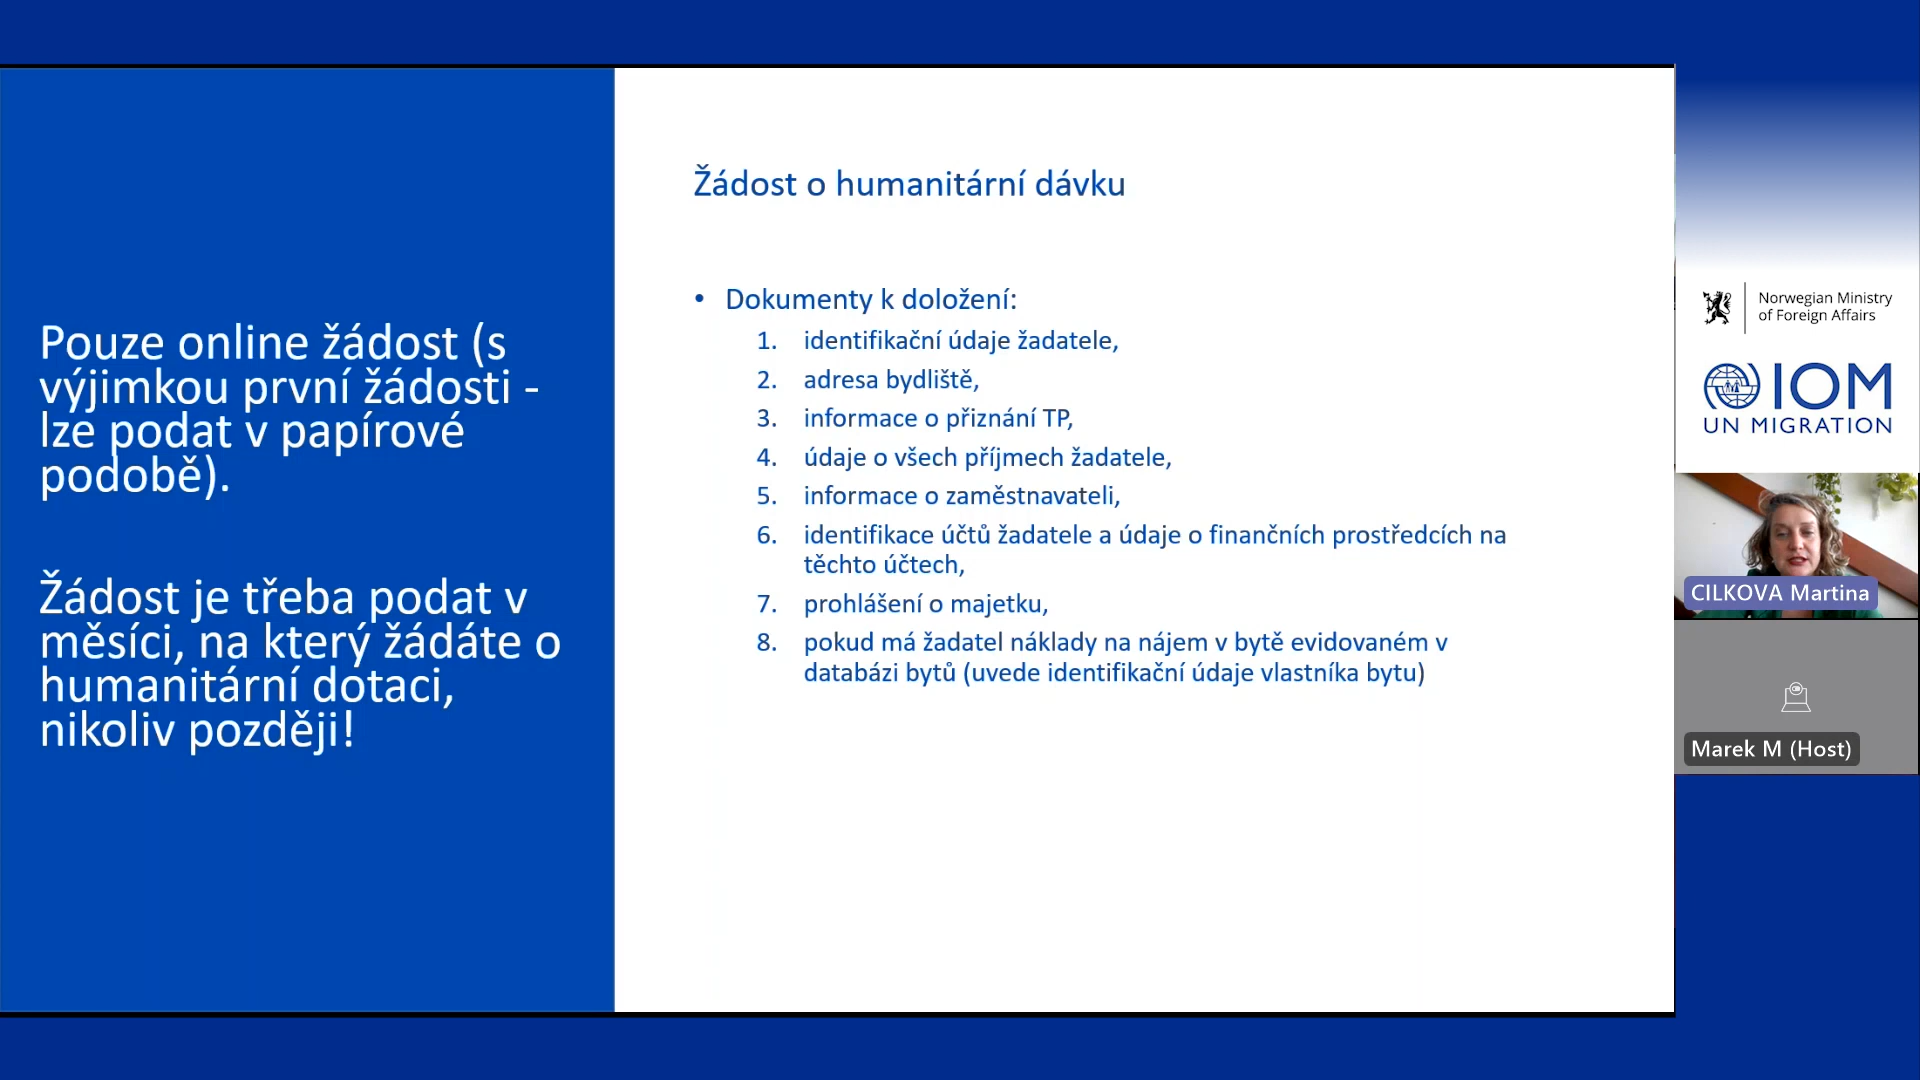 Pouze online žádost (s
výjimkou první žádosti -
lze podat v papírové
podobě).
Žádost je třeba podat v
měsíci, na který žádáte o
humanitární dotaci,
nikoliv později!
Žádost o humanitární dávku
• Dokumenty k doložení:
1. identifikační údaje žadatele,
2. adresa bydliště,
3. informace o přiznání TP,
4. údaje o všech příjmech žadatele,
5. informace o zaměstnavateli,
6. identifikace účtů žadatele a údaje o finančních prostředcích na
těchto účtech,
7. prohlášení o majetku,
8. pokud má žadatel náklady na nájem v bytě evidovaném v
databázi bytů (uvede identifikační údaje vlastníka bytu)
Norwegian Ministry
of Foreign Affairs
IOM
UN MIGRATION
CILKOVA Martina
Marek M (Host)